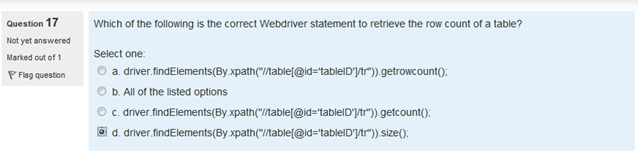 Question 17
Not yet answered
Marked out of 1
Flag question
Which of the following is the correct Webdriver statement to retrieve the row count of a table?
Select one:
a. driver.findElements(By.xpath("//table[@id='tableID']/tr")).getrowcount();
b. All of the listed options
c. driver.findElements(By.xpath("//table[@id='tableID']/tr")).getcount();
d. driver.findElements(By.xpath("//table[@id='tableID']/tr")).size();